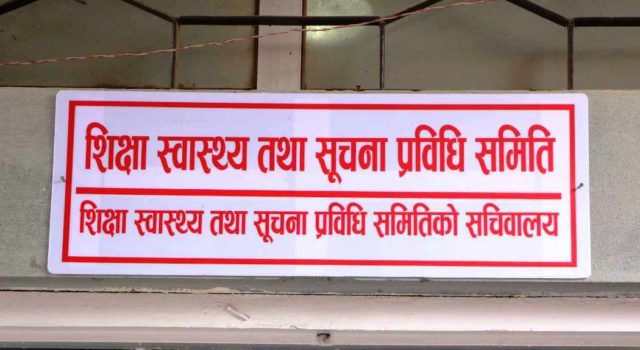 शिक्षा स्वास्थ्य तथा सूचना प्रविधि समिति
शिक्षा स्वास्थ्य तथा सूचना प्रविधि समितिको सचिवालय